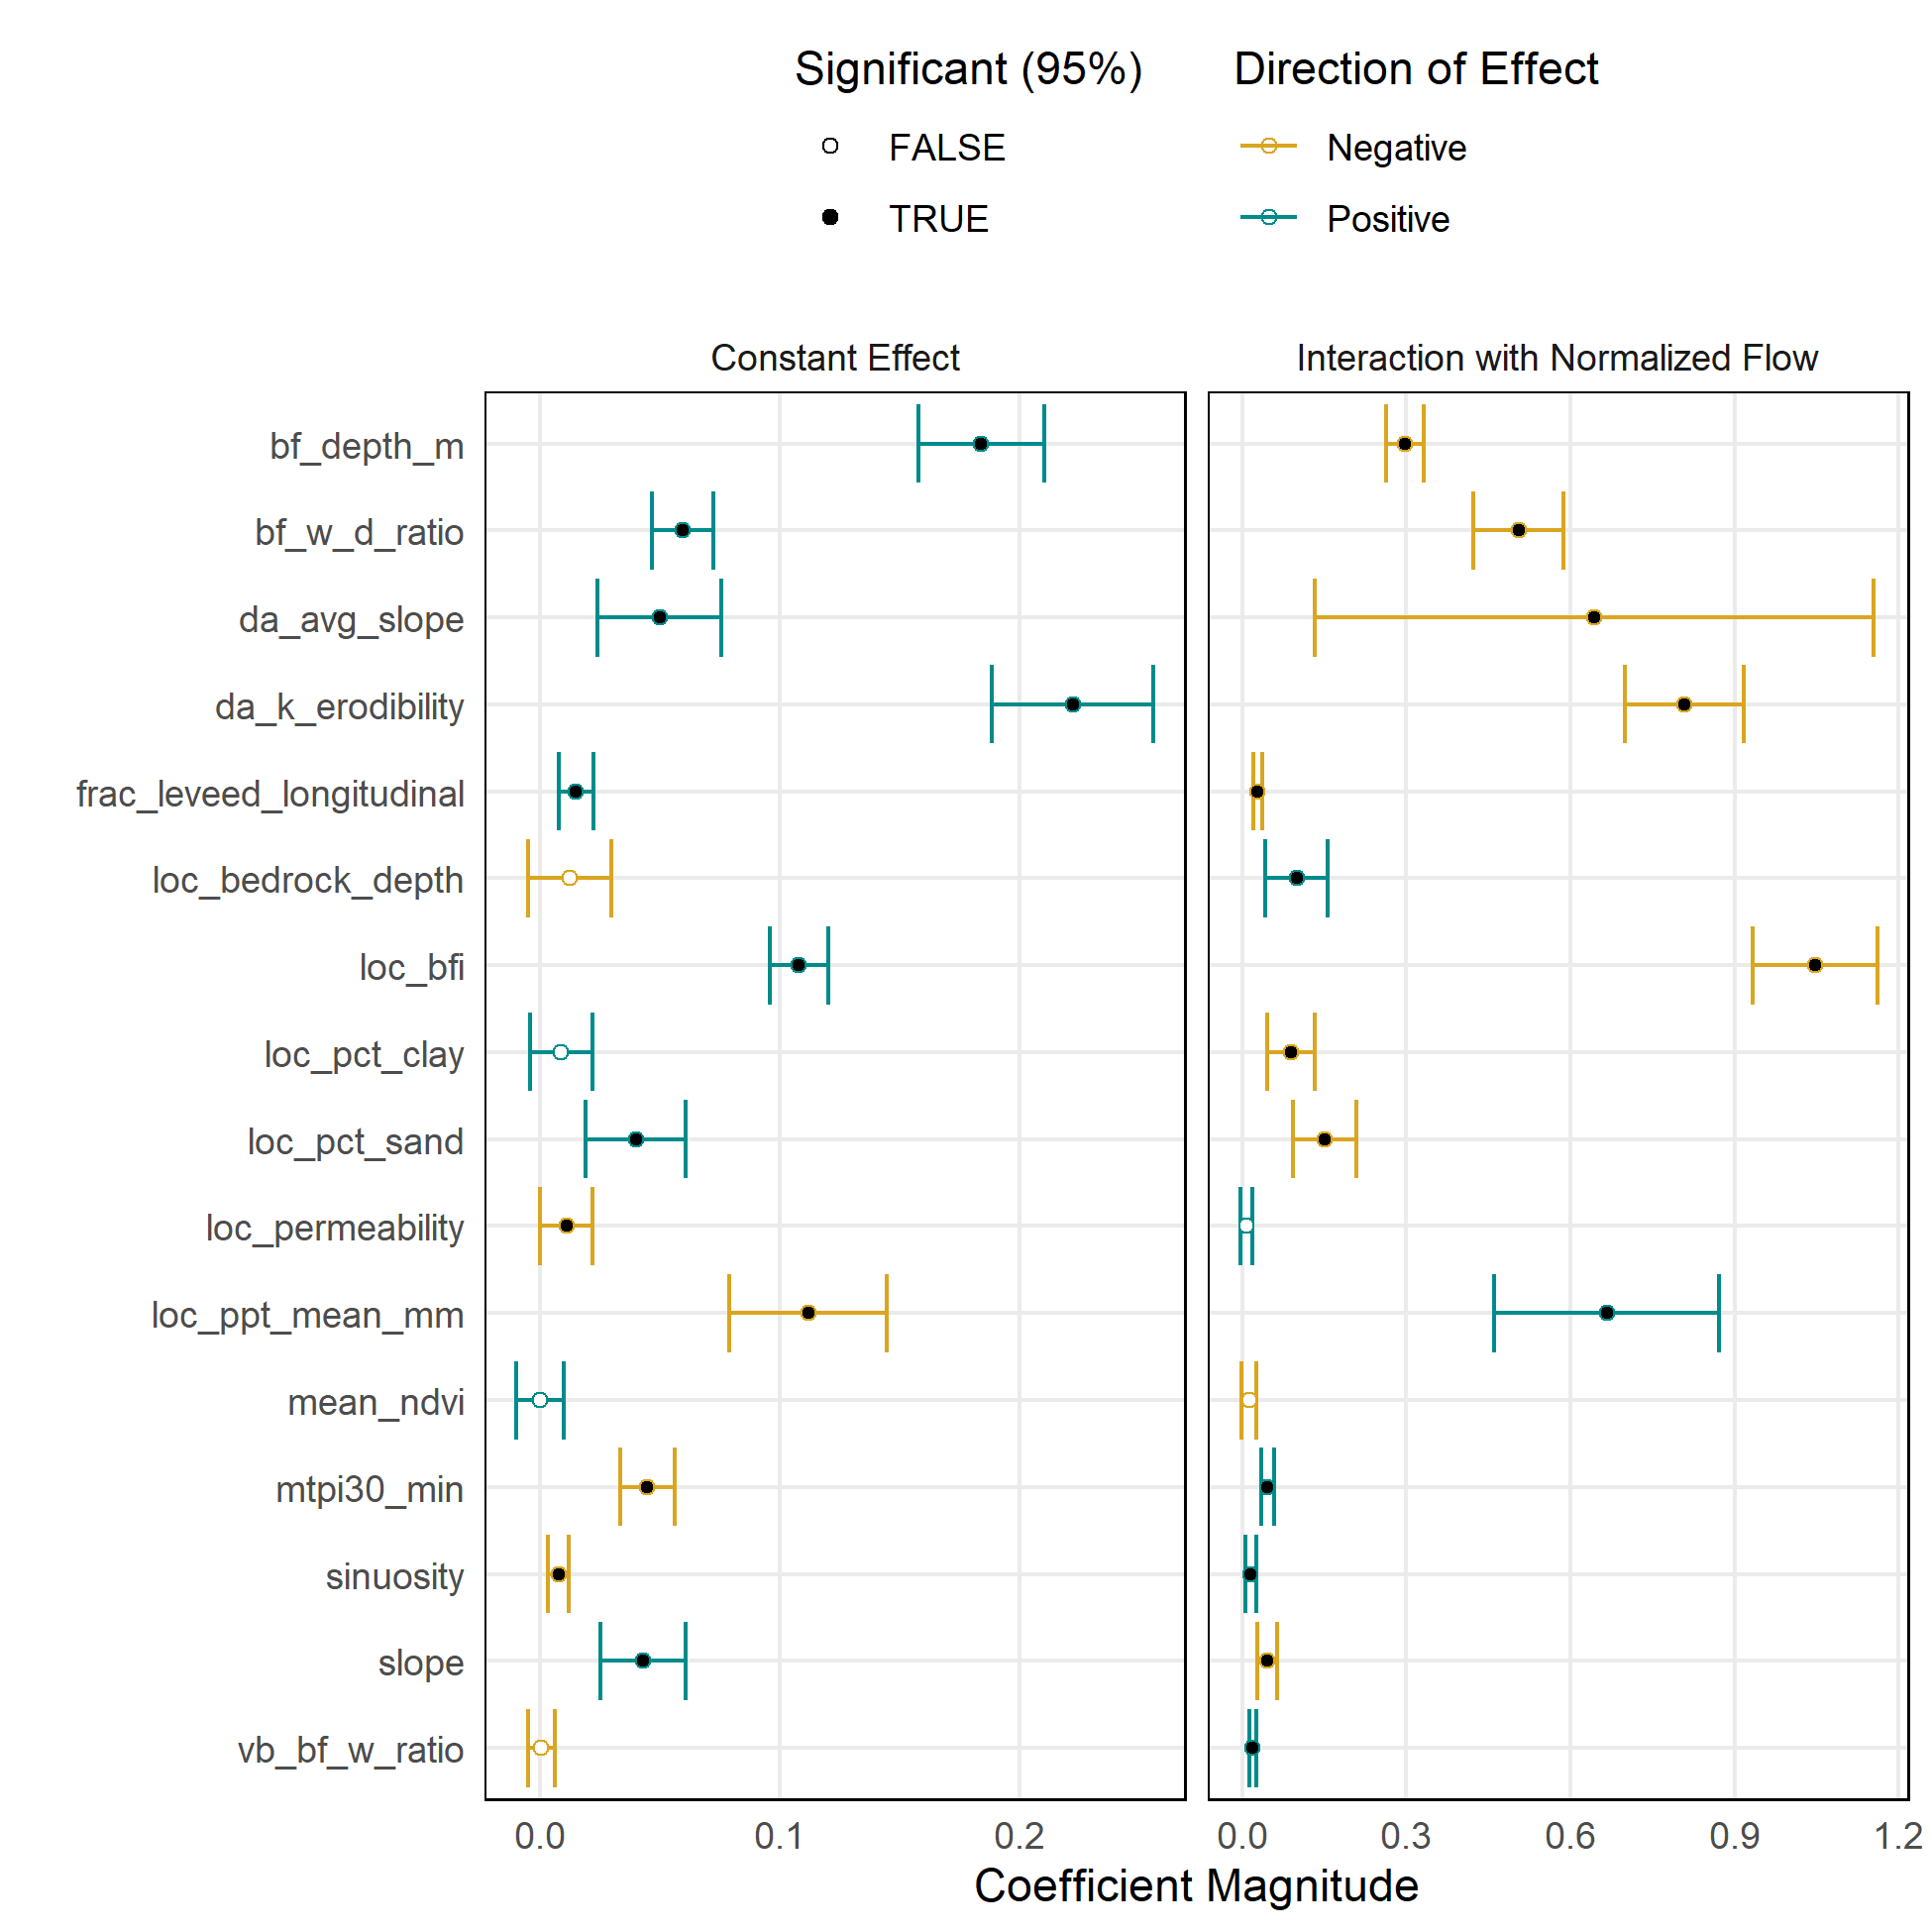 Significant (95%)
Direction of Effect
FALSE
Negative
TRUE
Positive
Constant Effect
Interaction with Normalized Flow
bf_depth_m
bf_w_d_ratio
da_avg_slope
da_k_erodibility
frac_leveed_longitudinal
loc_bedrock_depth
loc_bfi
loc_pct_clay
loc_pct_sand
loc_permeability
loc_ppt_mean_mm
mean_ndvi
mtpi30_min
sinuosity
slope
vb_bf_w_ratio
0.0 0.1 0.2
0.0 0.3 0.6 0.9 1.2
Coefficient Magnitude